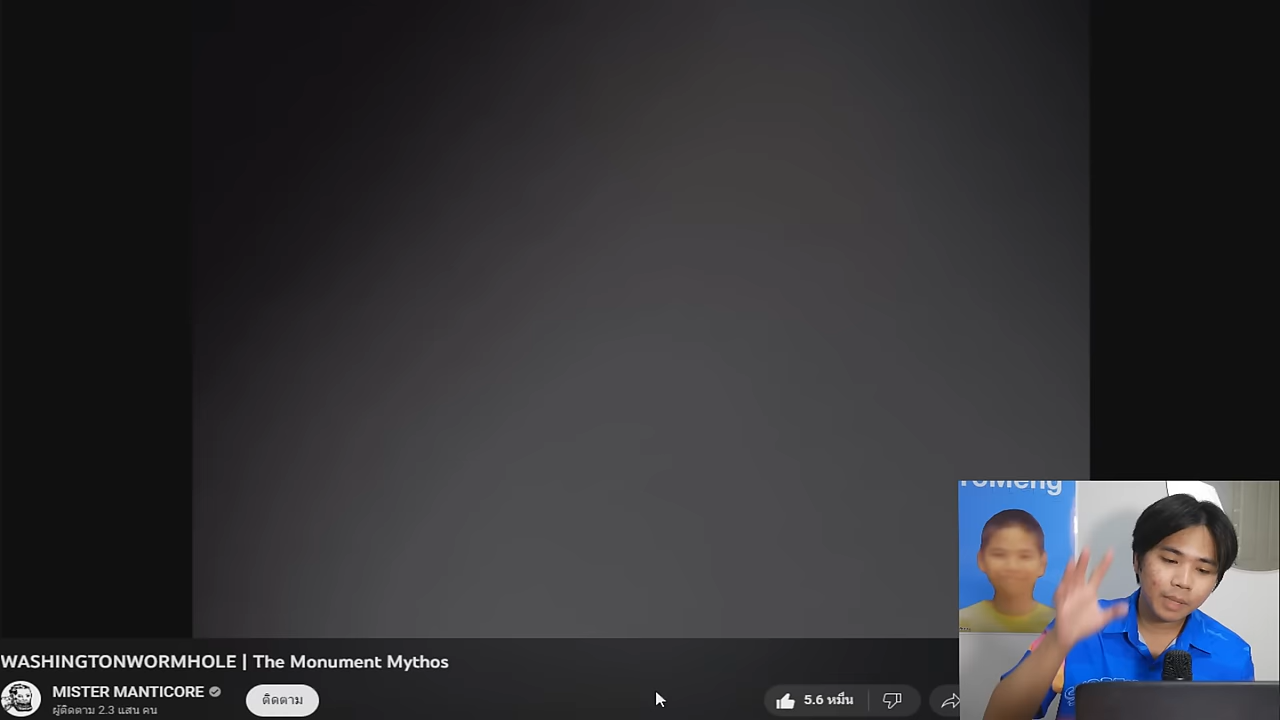 WASHINGTONWORMHOLE | The Monument Mythos
MISTER MANTICORE
ผู้ติดตาม 2.3 แสน คน
ติดตาม
5.6 หมื่น